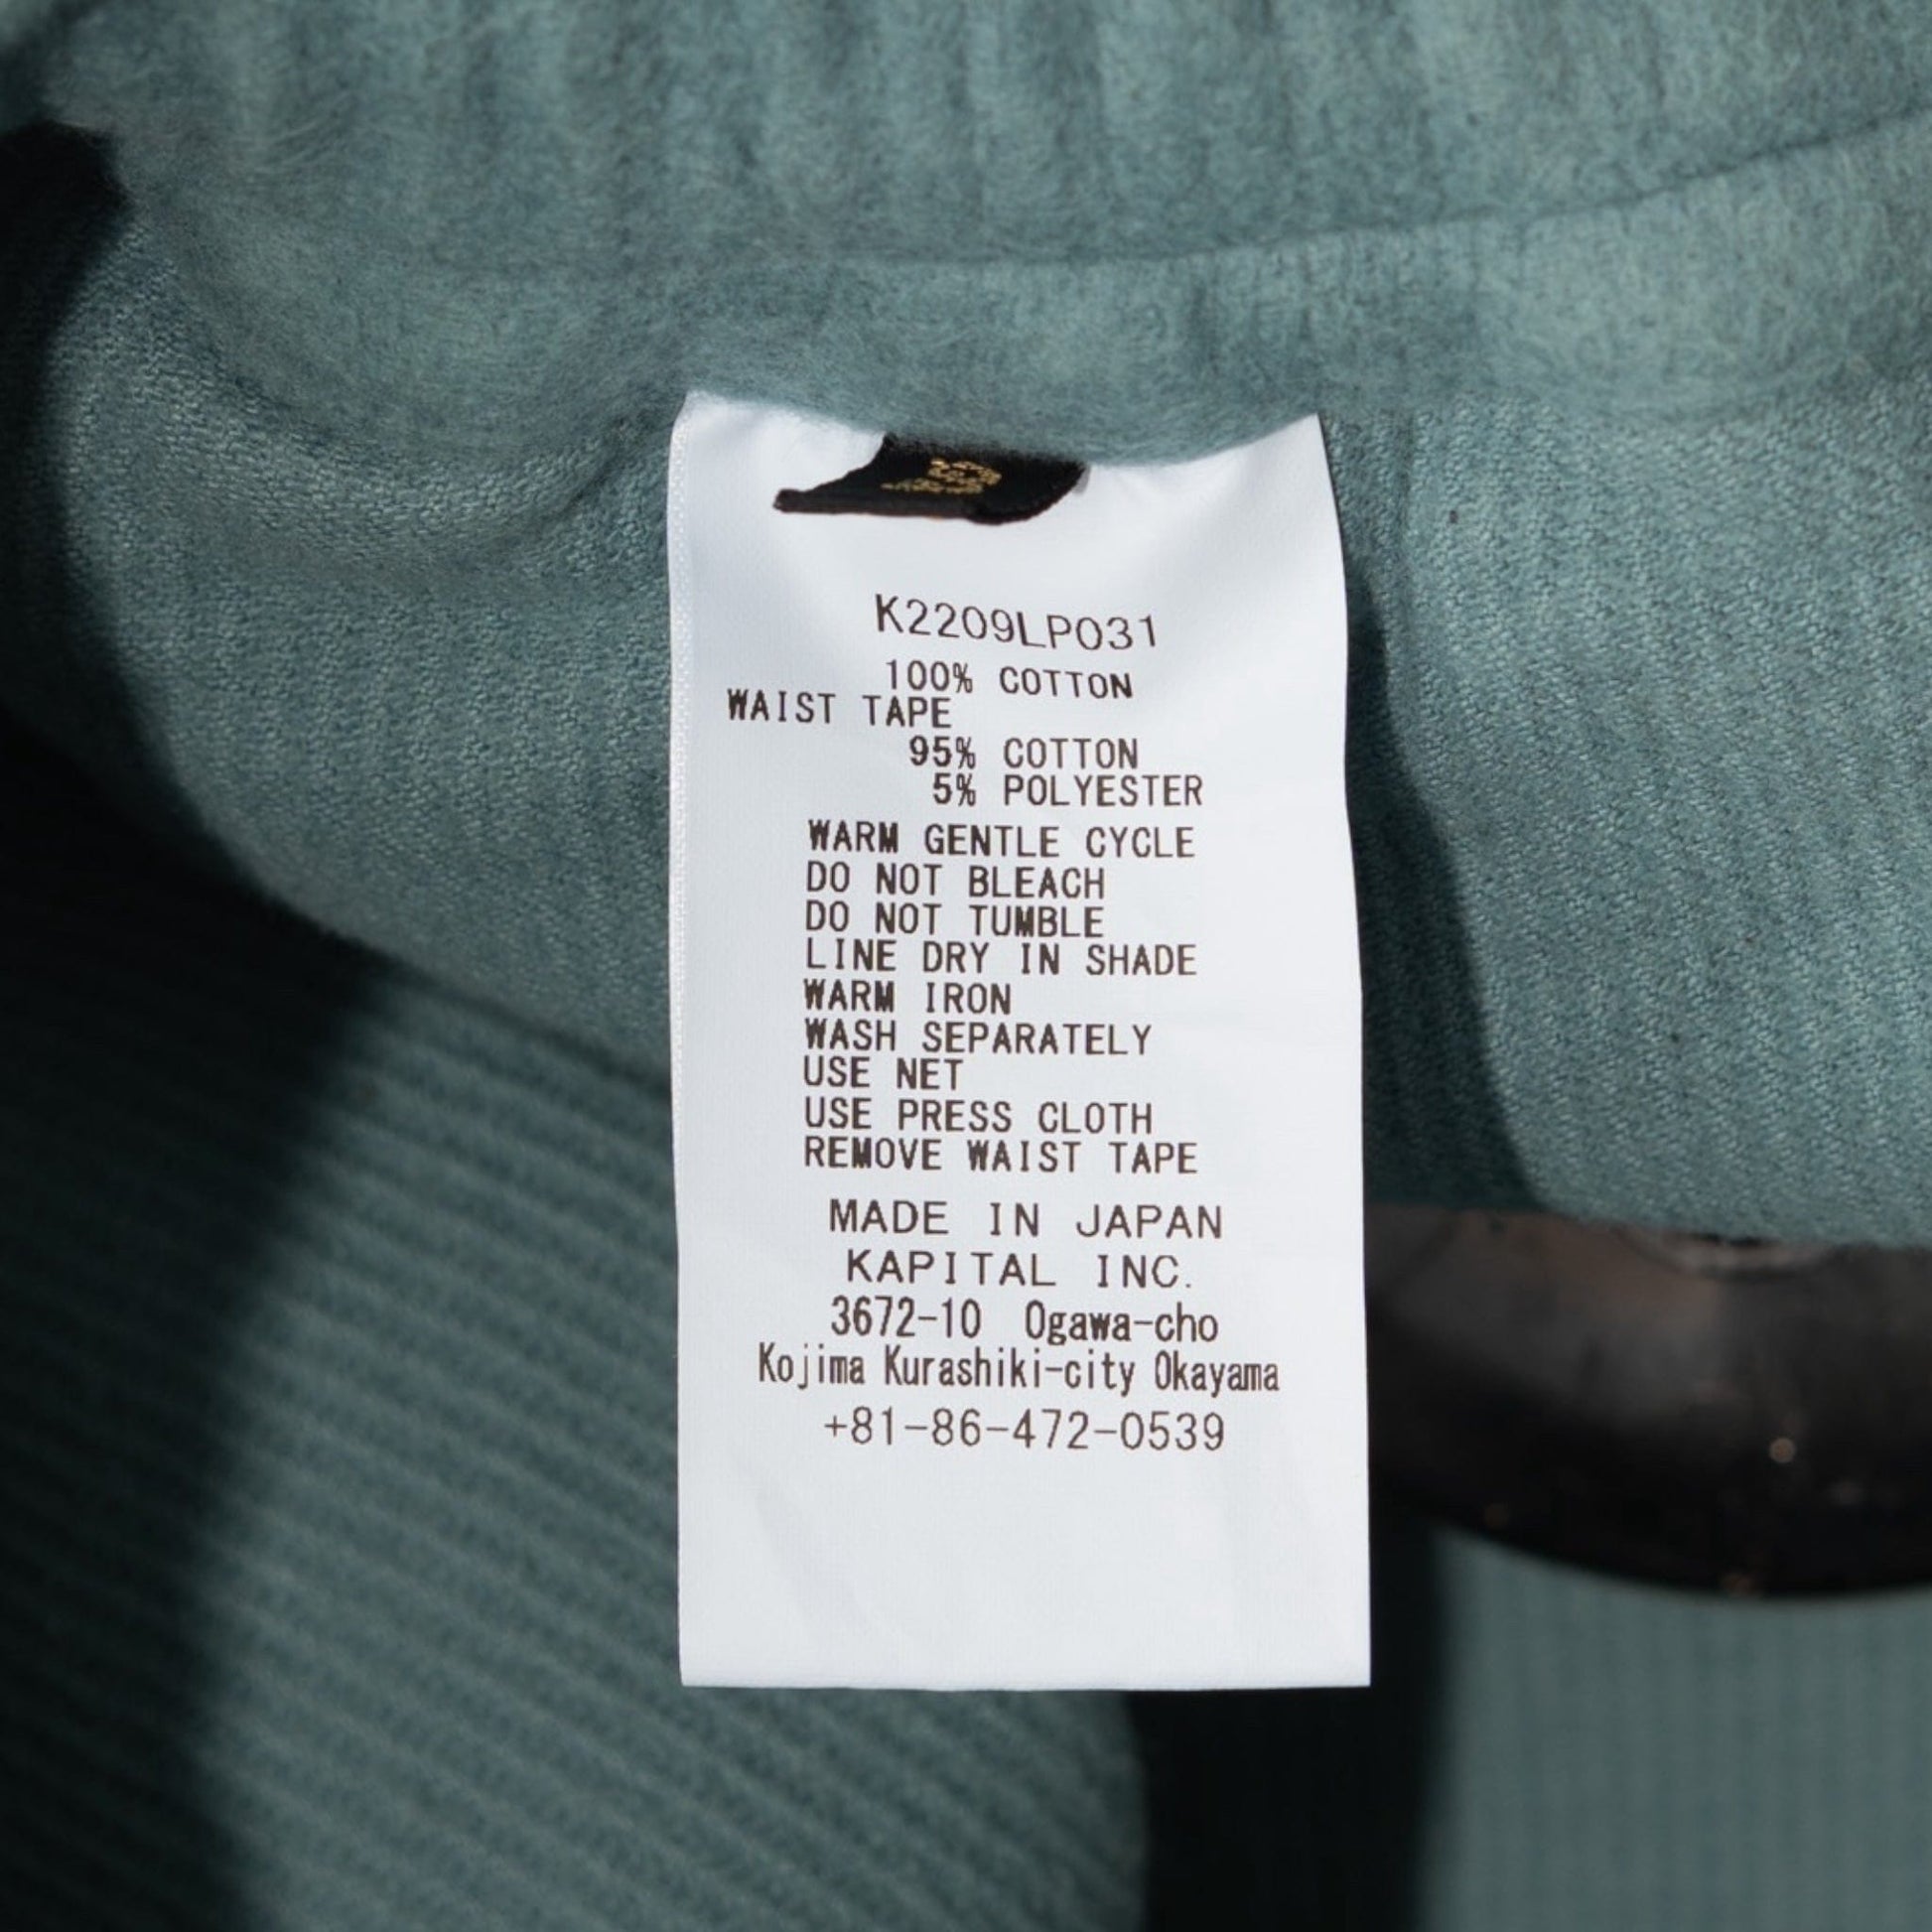 K2209LP031
100% COTTON
WAIST TAPE
95% COTTON
5% POLYESTER
WARM GENTLE CYCLE
DO NOT BLEACH
DO NOT TUMBLE
LINE DRY IN SHADE
WARM IRON
WASH SEPARATELY
USE NET
USE PRESS CLOTH
REMOVE WAIST TAPE
MADE IN JAPAN
KAPITAL INC.
3672-10 Ogawa-cho
Kojima Kurashiki-city Okayama
+81-86-472-0539